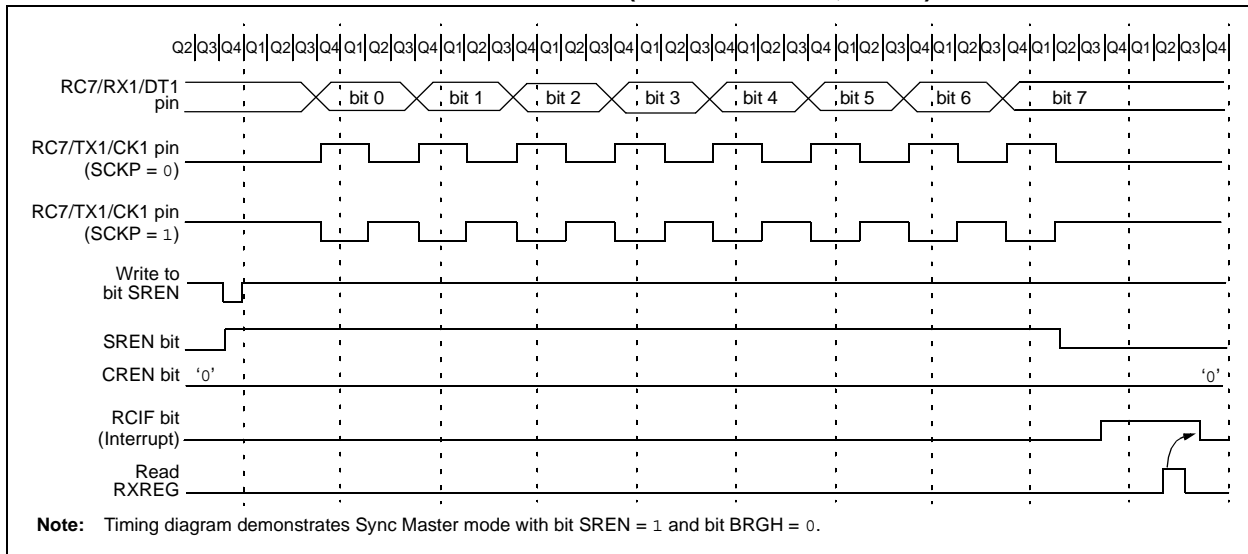 Q2 Q3 Q4 Q1 Q2 Q3 Q4 Q1 Q2 Q3 Q4 Q1 Q2 Q3 Q4 Q1 Q2 Q3 Q4 Q1 Q2 Q3 Q4 Q1 Q2 Q3 Q4 Q1 Q2 Q3 Q4 Q1 Q2 Q3 Q4 Q1 Q2 Q3 Q4 Q1 Q2 Q3 Q4
RC7/RX1/DT1
pin
bit 0 bit 1 bit 2 bit 3 bit 4 bit 5 bit 6 bit 7
RC7/TX1/CK1 pin
(SCKP = 0)
RC7/TX1/CK1 pin
(SCKP = 1)
Write to
bit SREN
SREN bit
CREN bit ‘0’ ‘0’
RCIF bit
(Interrupt)
Read
RXREG
Note: Timing diagram demonstrates Sync Master mode with bit SREN = 1 and bit BRGH = 0.